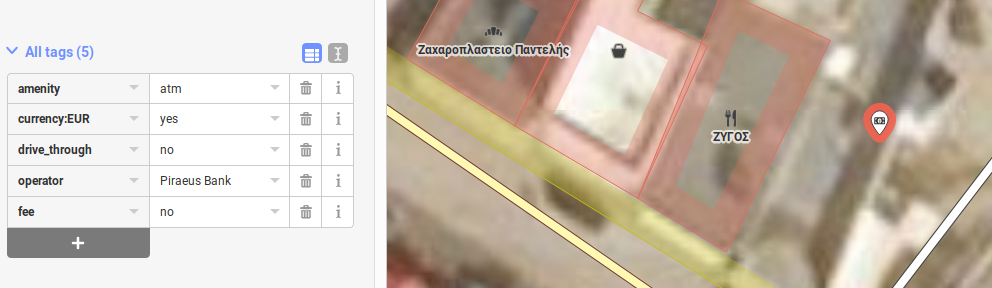 All tags (5)
amenity atm
currency:EUR yes
drive_through no
operator Piraeus Bank
fee no
Ζαχαροπλαστειο Παντελής
ΖΥΓΟΣ